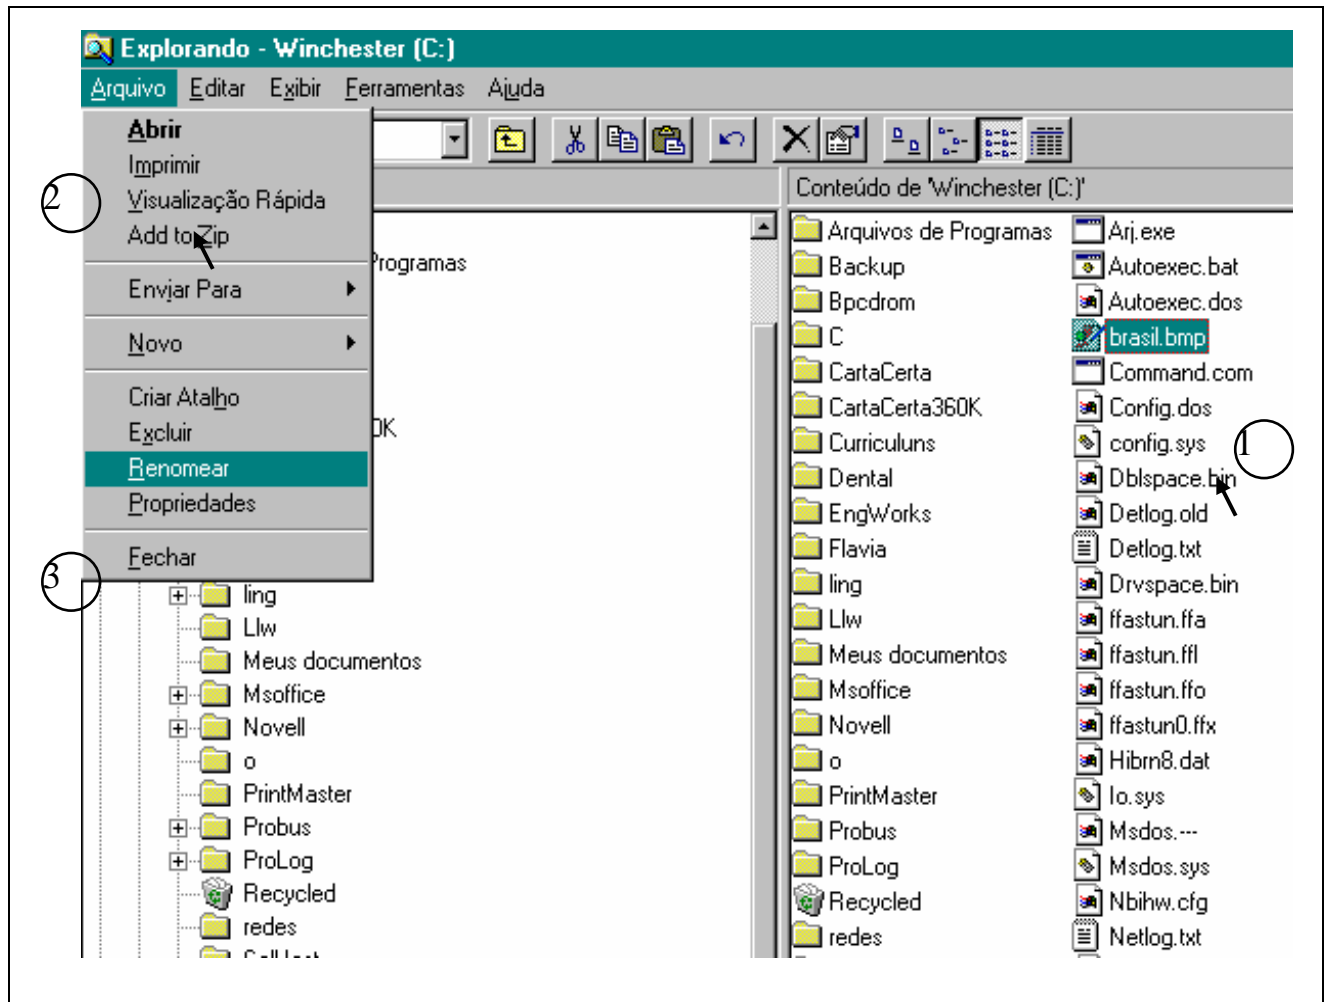 Explorando - Winchester (C:)
Arquivo Editar Exibir Ferramentas Ajuda
Abrir
Imprimir
2
Visualização Rápida
Add to Zip
Enviar Para
Novo
Criar Atalho
Excluir
Renomear
Propriedades
Fechar
3
Programas
0K
ling
Llw
Meus documentos
Msoffice
Novell
o
PrintMaster
Probus
ProLog
Recycled
redes
Conteúdo de 'Winchester (C:)'
Arquivos de Programas
Backup
Bpcdrom
C
CartaCerta
CartaCerta360K
Curriculuns
Dental
EngWorks
Flavia
ling
Llw
Meus documentos
Msoffice
Novell
o
PrintMaster
Probus
ProLog
Recycled
redes
Arj.exe
Autoexec.bat
Autoexec.dos
brasil.bmp
Command.com
Config.dos
config.sys
1
Dblspace.bin
Detlog.old
Detlog.txt
Drvspace.bin
ffastun.ffa
ffastun.ffl
ffastun.ffo
ffastun0.ffx
Hibrn8.dat
Io.sys
Msdos.---
Msdos.sys
Nbihw.cfg
Netlog.txt